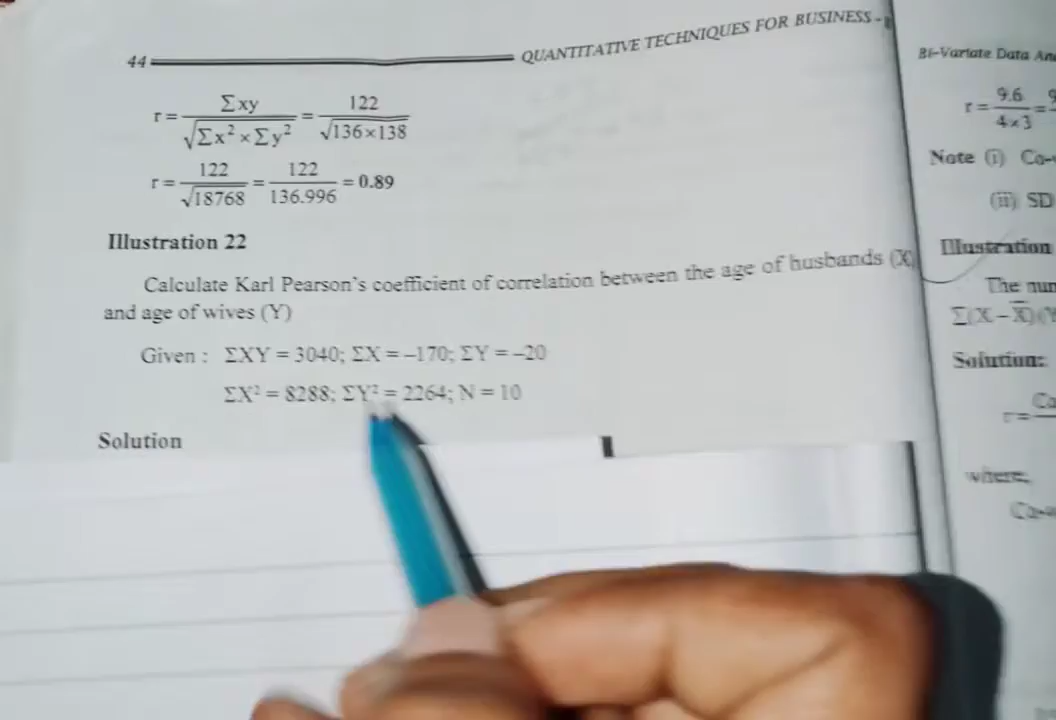 44 QUANTITATIVE TECHNIQUES FOR BUSINESS -
r = Σxy / √Σx² × Σy² = 122 / √136×138
r = 122 / √18768 = 122 / 136.996 = 0.89
Illustration 22
Calculate Karl Pearson's coefficient of correlation between the age of husbands (X)
and age of wives (Y)
Given : ΣXY = 3040; ΣX = –170; ΣY = –20
ΣX² = 8288; ΣY² = 2264; N = 10
Solution
Bi-Variate Data
r = 9.6 / 4×3 =
Note (i)
(ii) SD
Illustration
The
Σ(X – X̄)
Solution:
r =
where,